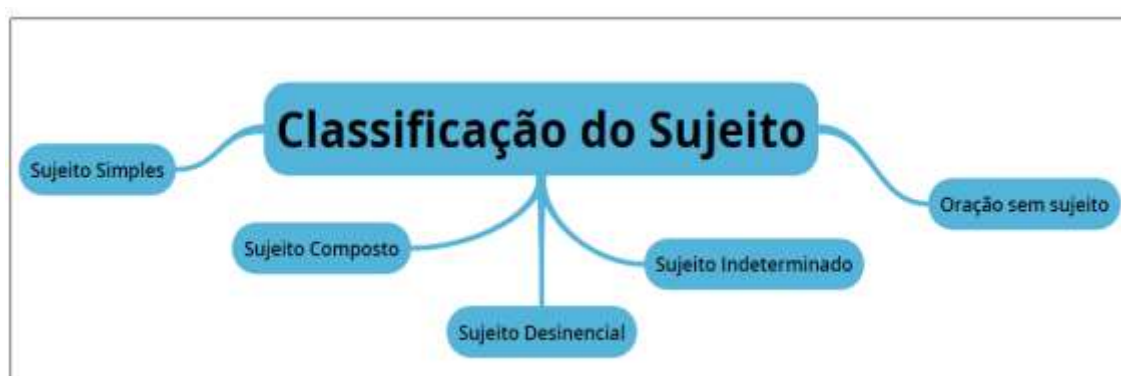 Classificação do Sujeito
Sujeito Simples
Sujeito Composto
Sujeito Desinencial
Sujeito Indeterminado
Oração sem sujeito